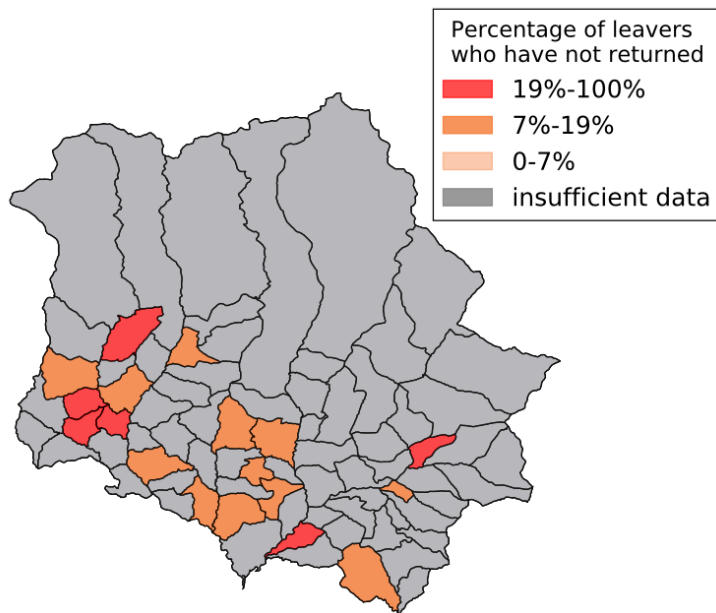 Percentage of leavers
who have not returned
19%-100%
7%-19%
0-7%
insufficient data